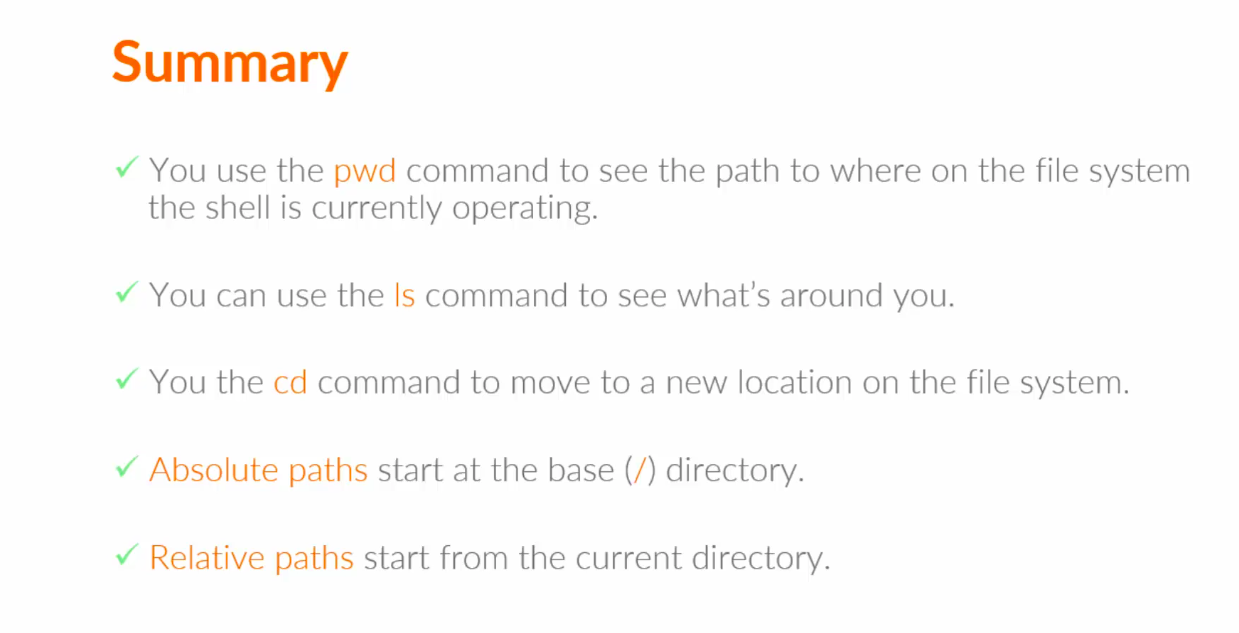 Summary
You use the pwd command to see the path to where on the file system
the shell is currently operating.
You can use the ls command to see what's around you.
You the cd command to move to a new location on the file system.
Absolute paths start at the base (/) directory.
Relative paths start from the current directory.